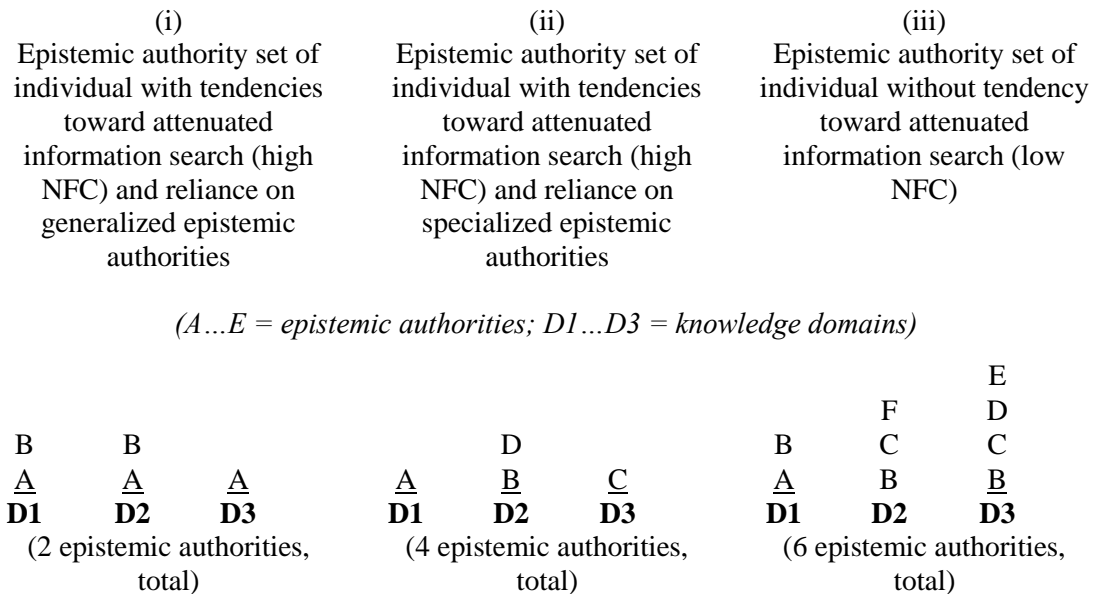 (i)
Epistemic authority set of
individual with tendencies
toward attenuated
information search (high
NFC) and reliance on
generalized epistemic
authorities
(ii)
Epistemic authority set of
individual with tendencies
toward attenuated
information search (high
NFC) and reliance on
specialized epistemic
authorities
(iii)
Epistemic authority set of
individual without tendency
toward attenuated
information search (low
NFC)
(A…E = epistemic authorities; D1…D3 = knowledge domains)
B B
A A A
D1 D2 D3
(2 epistemic authorities,
total)
D
A B C
D1 D2 D3
(4 epistemic authorities,
total)
E
F D
B C C
A B B
D1 D2 D3
(6 epistemic authorities,
total)